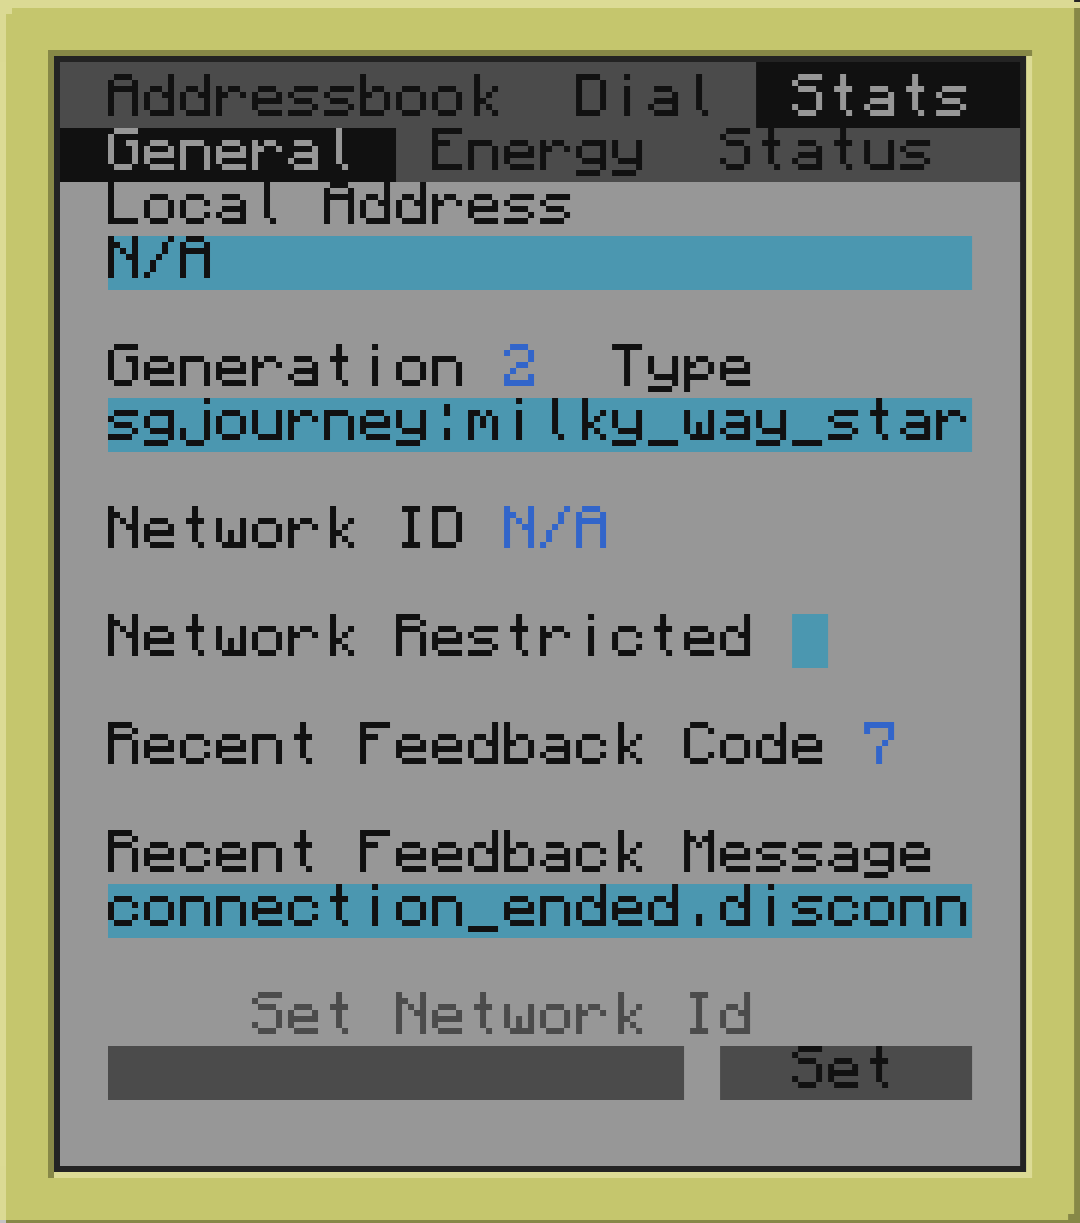 Addressbook Dial Stats
General Energy Status
Local Address
N/A
Generation 2 Type
sgjourney:milky_way_star
Network ID N/A
Network Restricted
Recent Feedback Code 7
Recent Feedback Message
connection_ended.disconn
Set Network Id
Set